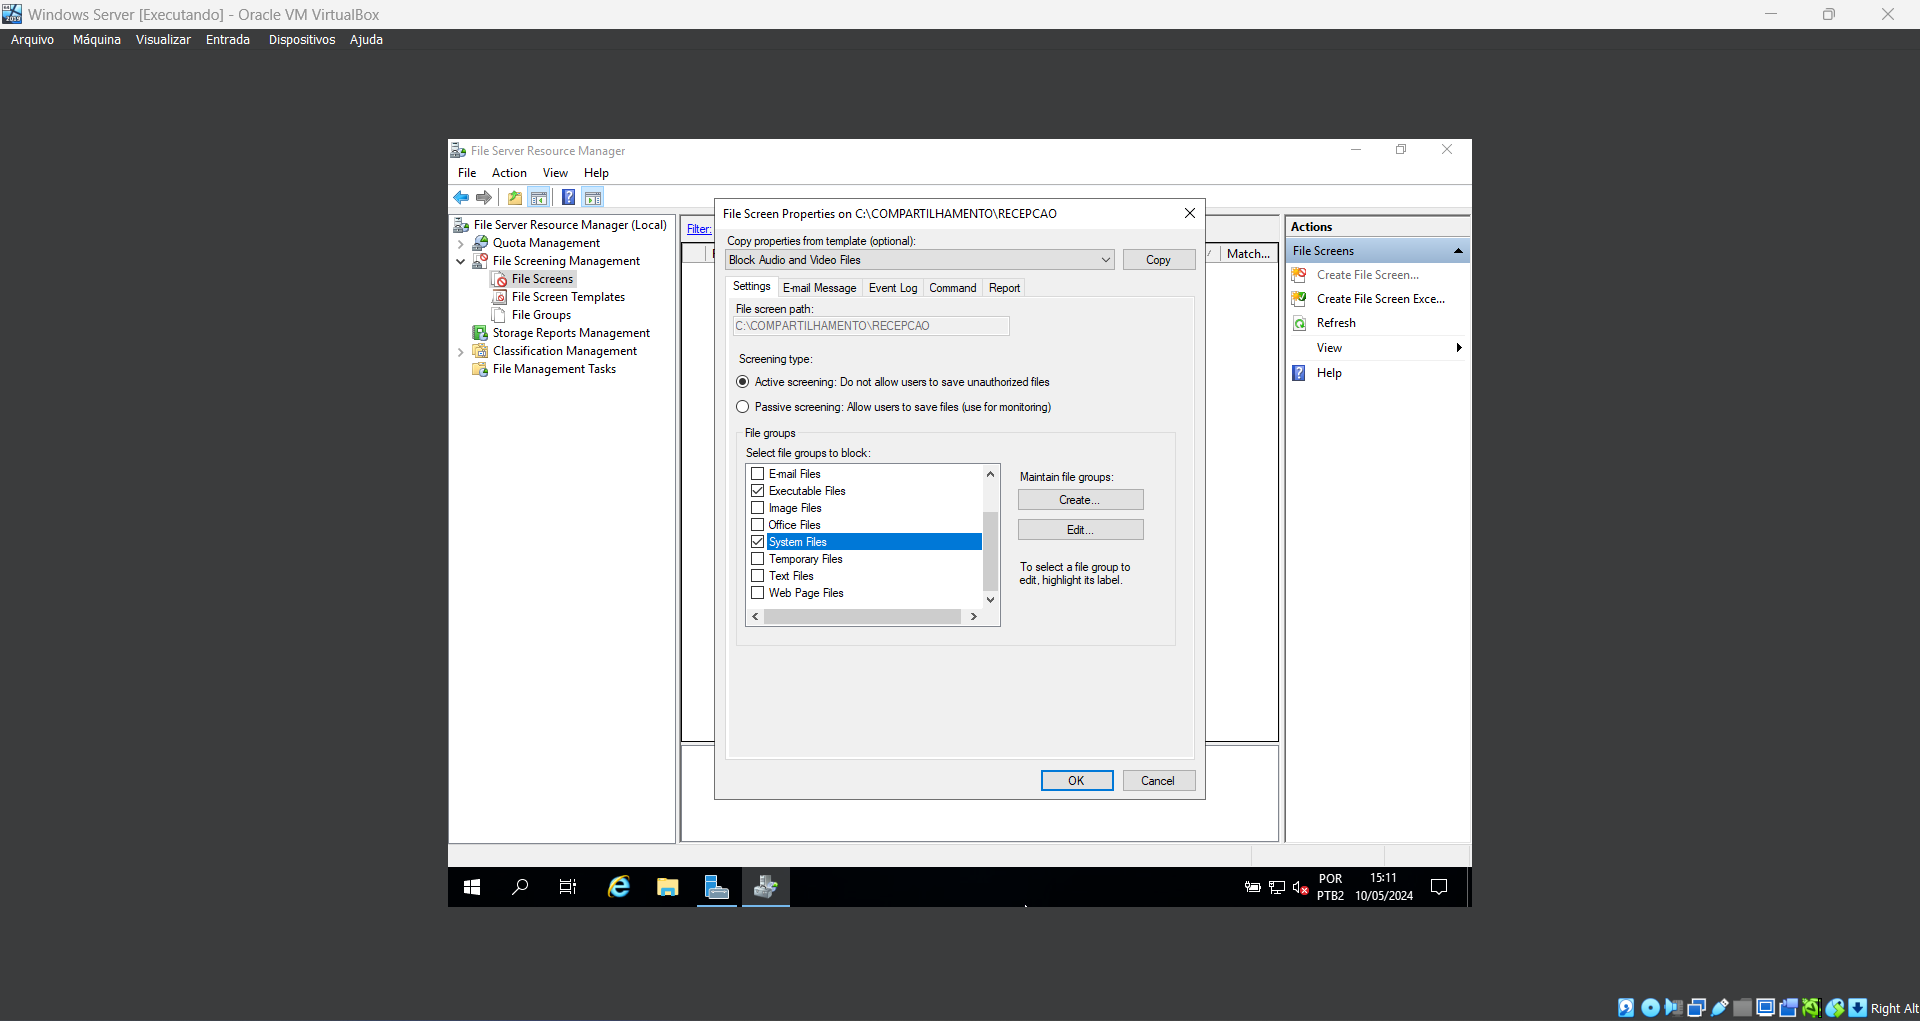 Windows Server [Executando] - Oracle VM VirtualBox
Arquivo Máquina Visualizar Entrada Dispositivos Ajuda
File Server Resource Manager
File Action View Help
File Server Resource Manager (Local)
Quota Management
File Screening Management
File Screens
File Screen Templates
File Groups
Storage Reports Management
Classification Management
File Management Tasks
Filter:
Match...
File Screen Properties on C:\COMPARTILHAMENTO\RECEPCAO
Copy properties from template (optional):
Block Audio and Video Files
Copy
Settings E-mail Message Event Log Command Report
File screen path:
C:\COMPARTILHAMENTO\RECEPCAO
Screening type:
Active screening: Do not allow users to save unauthorized files
Passive screening: Allow users to save files (use for monitoring)
File groups
Select file groups to block:
E-mail Files
Executable Files
Image Files
Office Files
System Files
Temporary Files
Text Files
Web Page Files
Maintain file groups:
Create...
Edit...
To select a file group to
edit, highlight its label.
OK Cancel
Actions
File Screens
Create File Screen...
Create File Screen Exce...
Refresh
View
Help
POR
PTB2
15:11
10/05/2024
Right Alt